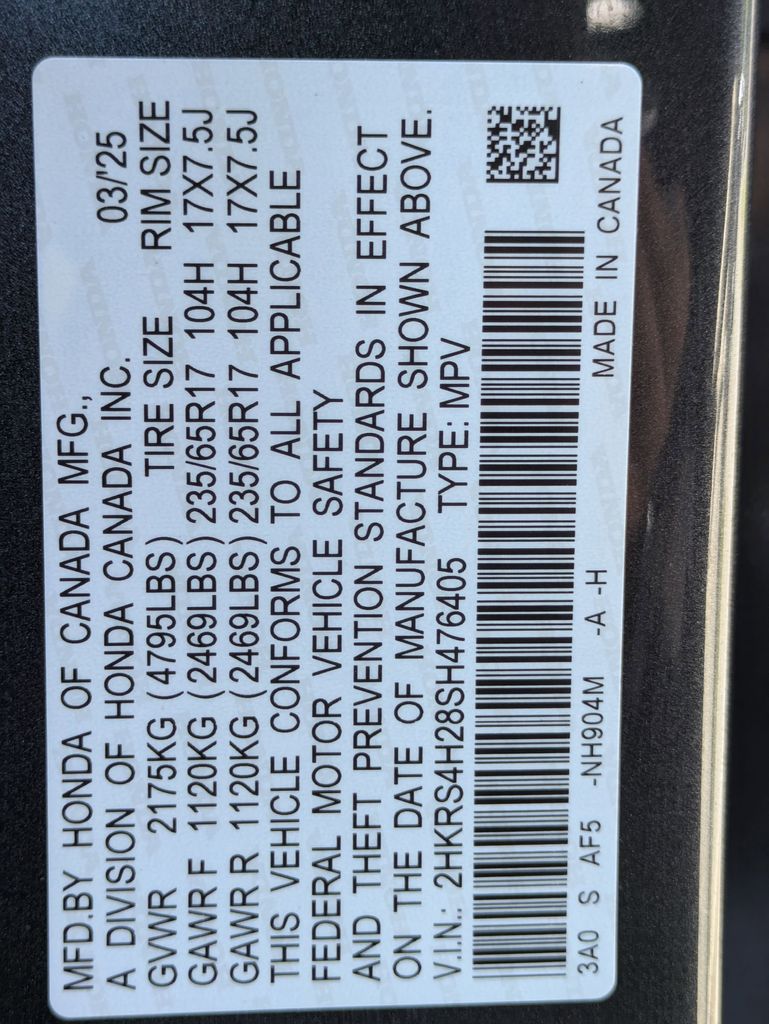 MFD.BY HONDA OF CANADA MFG.,
A DIVISION OF HONDA CANADA INC. 03/'25
GVWR 2175KG (4795LBS) TIRE SIZE RIM SIZE
GAWR F 1120KG (2469LBS) 235/65R17 104H 17X7.5J
GAWR R 1120KG (2469LBS) 235/65R17 104H 17X7.5J
THIS VEHICLE CONFORMS TO ALL APPLICABLE
FEDERAL MOTOR VEHICLE SAFETY
AND THEFT PREVENTION STANDARDS IN EFFECT
ON THE DATE OF MANUFACTURE SHOWN ABOVE.
V.I.N.: 2HKRS4H28SH476405 TYPE: MPV
3A0 S AF5 -NH904M -A -H MADE IN CANADA